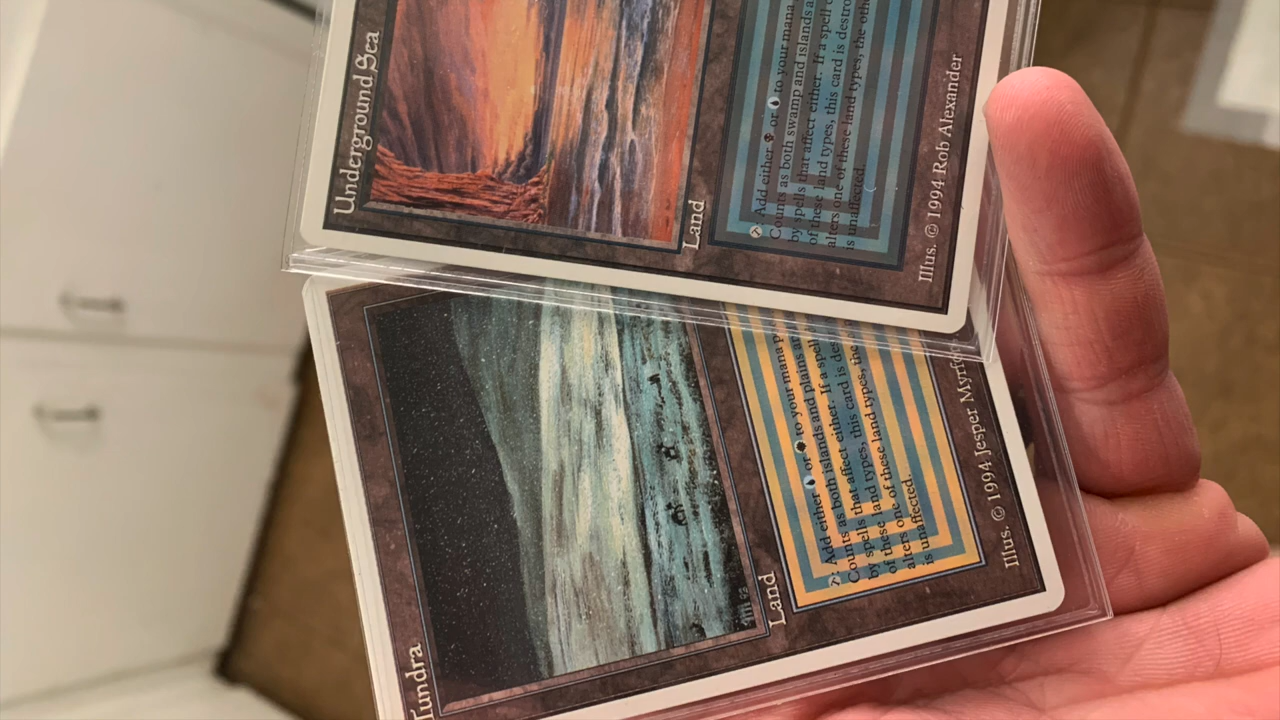 Underground Sea
Land
: Add either or to your mana
Counts as both swamp and islands a
by spells that affect either. If a spell
of these land types, this card is destro
alters one of these land types, the othe
is unaffected.
Illus. © 1994 Rob Alexander
Tundra
Land
: Add either or to your mana p
Counts as both islands and plains an
by spells that affect either. If a spell
of these land types, this card is des
alters one of these land types, the
is unaffected.
Illus. © 1994 Jesper Myrfo